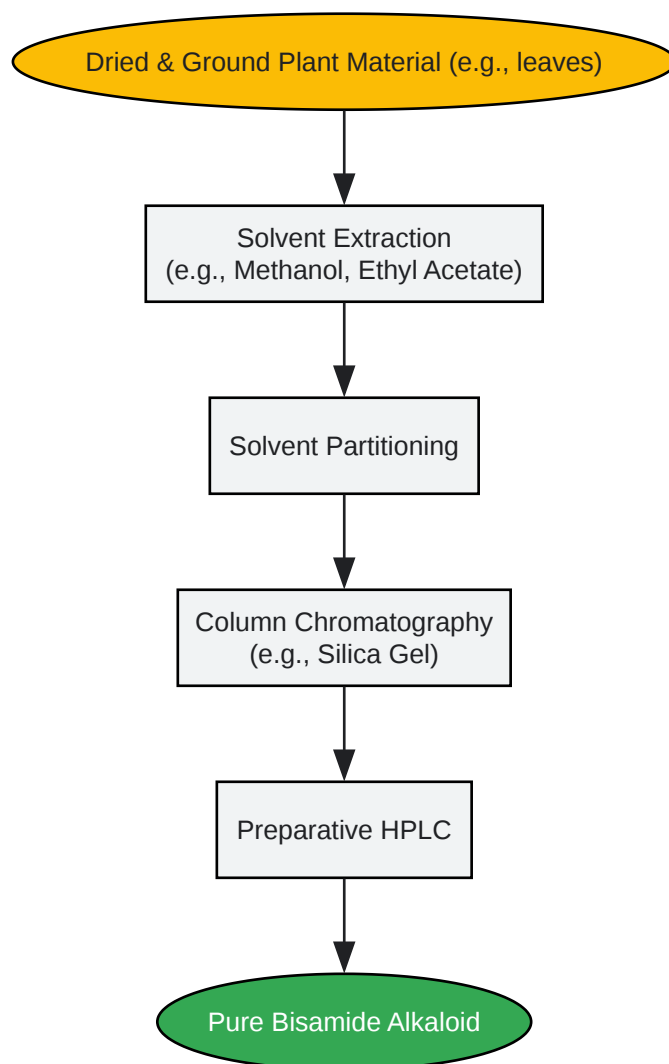 Dried & Ground Plant Material (e.g., leaves)
Solvent Extraction
(e.g., Methanol, Ethyl Acetate)
Solvent Partitioning
Column Chromatography
(e.g., Silica Gel)
Preparative HPLC
Pure Bisamide Alkaloid